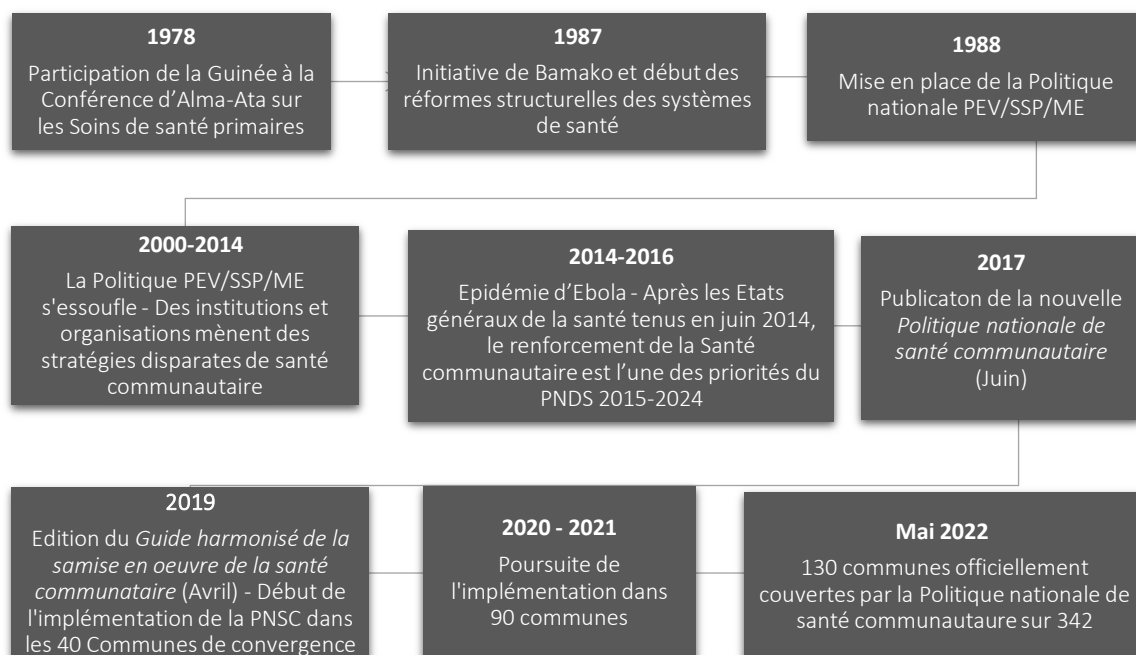 1978
Participation de la Guinée à la
Conférence d’Alma-Ata sur
les Soins de santé primaires
1987
Initiative de Bamako et début des
réformes structurelles des systèmes
de santé
1988
Mise en place de la Politique
nationale PEV/SSP/ME
2000-2014
La Politique PEV/SSP/ME
s'essoufle - Des institutions et
organisations mènent des
stratégies disparates de santé
communautaire
2014-2016
Epidémie d’Ebola - Après les Etats
généraux de la santé tenus en juin 2014,
le renforcement de la Santé
communautaire est l’une des priorités du
PNDS 2015-2024
2017
Publicaton de la nouvelle
Politique nationale de
santé communautaire
(Juin)
2019
Edition du Guide harmonisé de la
samise en oeuvre de la santé
communataire (Avril) - Début de
l'implémentation de la PNSC dans
les 40 Communes de convergence
2020 - 2021
Poursuite de
l'implémentation dans
90 communes
Mai 2022
130 communes officiellement
couvertes par la Politique nationale de
santé communautaure sur 342